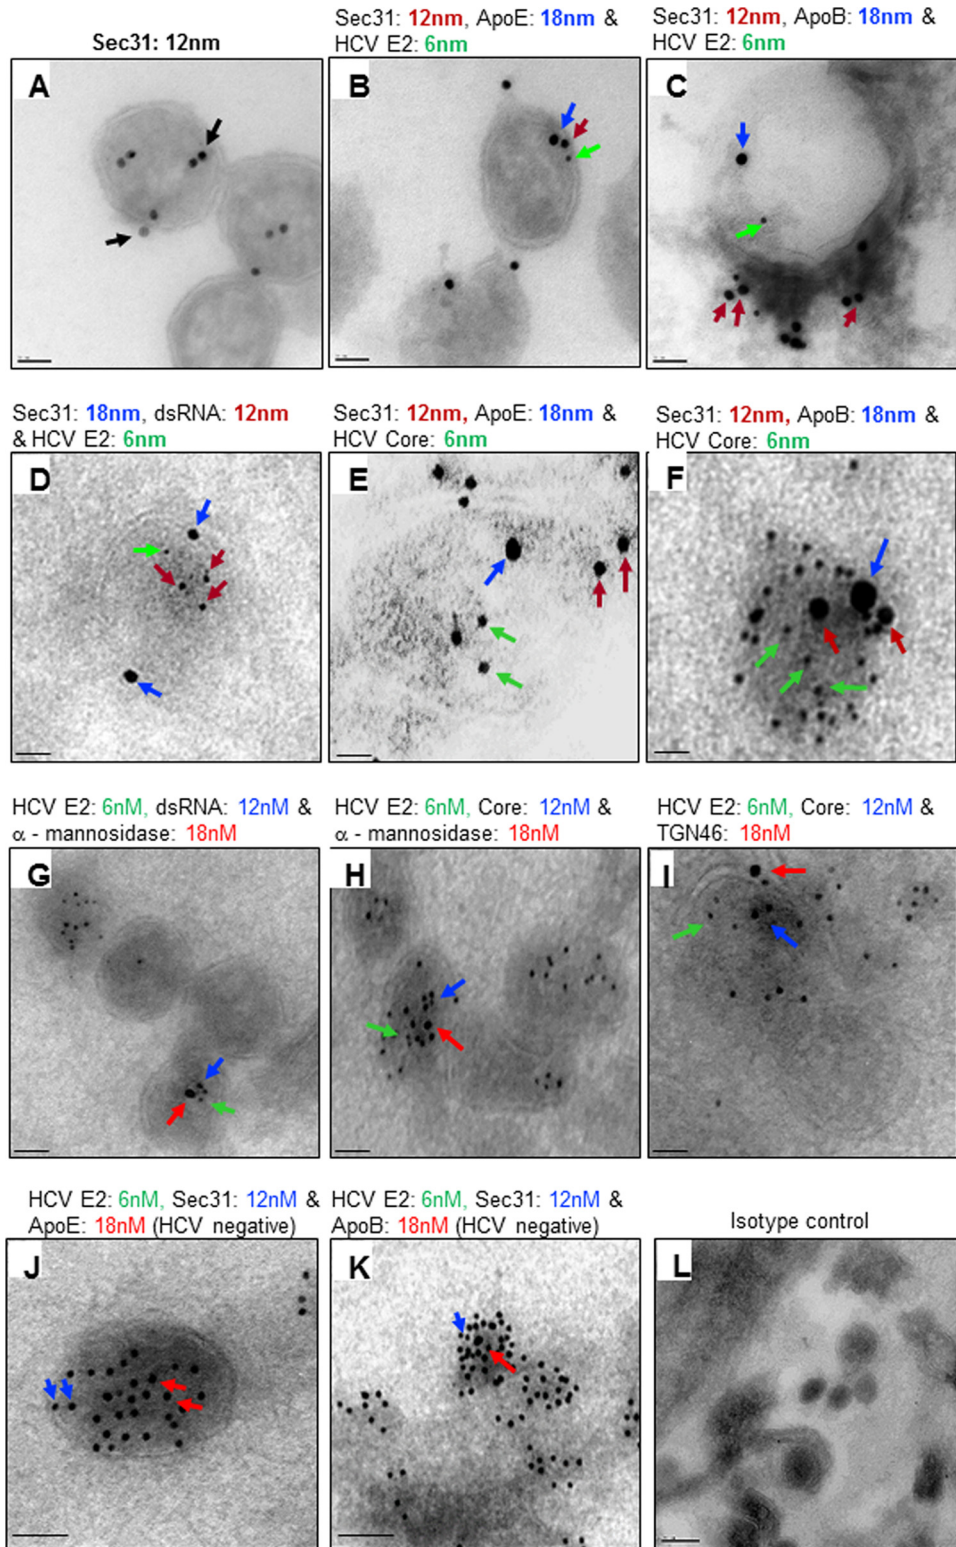 Sec31: 12nm
Sec31: 12nm, ApoE: 18nm &
HCV E2: 6nm
Sec31: 12nm, ApoB: 18nm &
HCV E2: 6nm
A
B
C
Sec31: 18nm, dsRNA: 12nm
& HCV E2: 6nm
Sec31: 12nm, ApoE: 18nm &
HCV Core: 6nm
Sec31: 12nm, ApoB: 18nm &
HCV Core: 6nm
D
E
F
HCV E2: 6nM, dsRNA: 12nM &
α - mannosidase: 18nM
HCV E2: 6nM, Core: 12nM &
α - mannosidase: 18nM
HCV E2: 6nM, Core: 12nM &
TGN46: 18nM
G
H
I
HCV E2: 6nM, Sec31: 12nM &
ApoE: 18nM (HCV negative)
HCV E2: 6nM, Sec31: 12nM &
ApoB: 18nM (HCV negative)
Isotype control
J
K
L